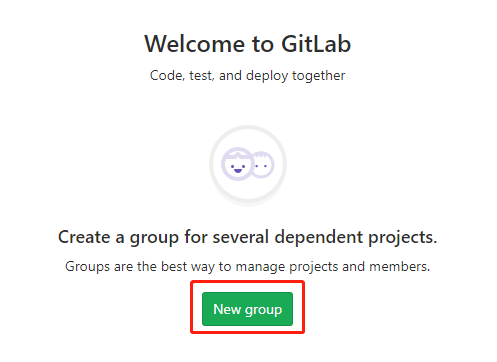 Welcome to GitLab
Code, test, and deploy together
Create a group for several dependent projects.
Groups are the best way to manage projects and members.
New group